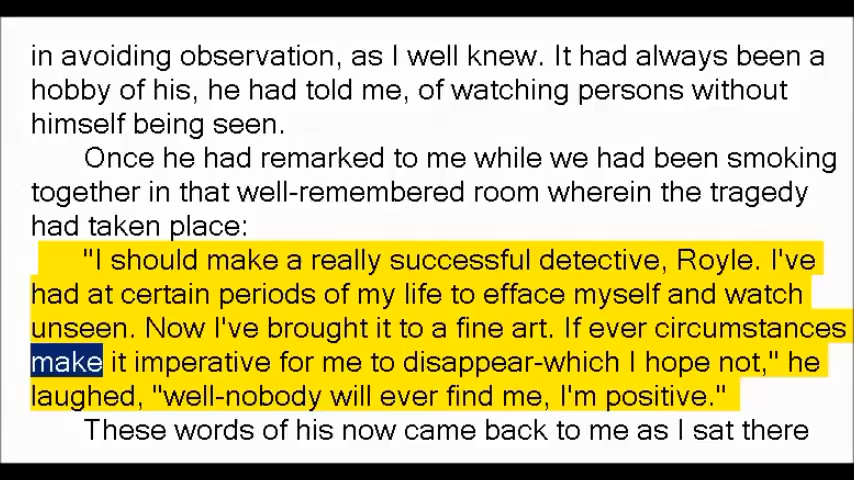 in avoiding observation, as I well knew. It had always been a
hobby of his, he had told me, of watching persons without
himself being seen.
Once he had remarked to me while we had been smoking
together in that well-remembered room wherein the tragedy
had taken place:
"I should make a really successful detective, Royle. I've
had at certain periods of my life to efface myself and watch
unseen. Now I've brought it to a fine art. If ever circumstances
make it imperative for me to disappear-which I hope not," he
laughed, "well-nobody will ever find me, I'm positive."
These words of his now came back to me as I sat there